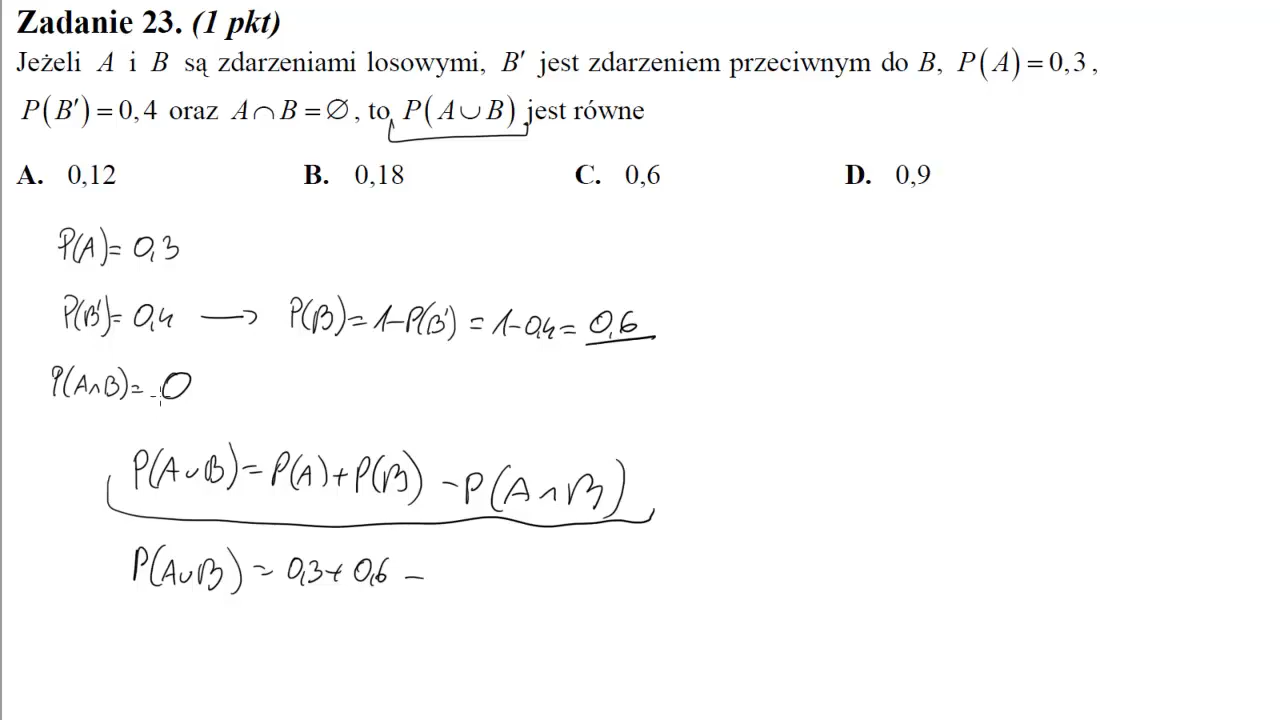 Zadanie 23. (1 pkt)
Jeżeli A i B są zdarzeniami losowymi, B′ jest zdarzeniem przeciwnym do B, P(A) = 0,3,
P(B′) = 0,4 oraz A∩B = ∅, to P(A∪B) jest równe
A. 0,12 B. 0,18 C. 0,6 D. 0,9
P(A) = 0,3
P(B') = 0,4 → P(B) = 1-P(B') = 1-0,4 = 0,6
P(A∩B) = 0
P(A∪B) = P(A)+P(B) - P(A∩B)
P(A∪B) = 0,3+0,6 -